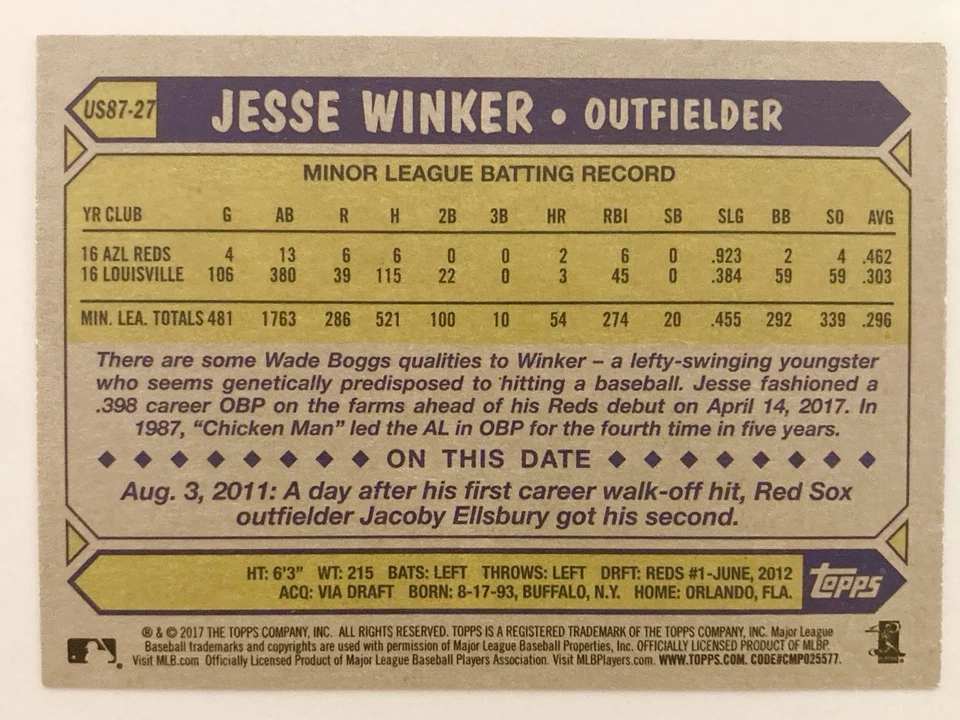 US87-27 JESSE WINKER • OUTFIELDER
MINOR LEAGUE BATTING RECORD
YR CLUB G AB R H 2B 3B HR RBI SB SLG BB SO AVG
16 AZL REDS 4 13 6 6 0 0 2 6 0 .923 2 4 .462
16 LOUISVILLE 106 380 39 115 22 0 3 45 0 .384 59 59 .303
MIN. LEA. TOTALS 481 1763 286 521 100 10 54 274 20 .455 292 339 .296
There are some Wade Boggs qualities to Winker – a lefty-swinging youngster
who seems genetically predisposed to hitting a baseball. Jesse fashioned a
.398 career OBP on the farms ahead of his Reds debut on April 14, 2017. In
1987, “Chicken Man” led the AL in OBP for the fourth time in five years.
◆ ◆ ◆ ◆ ◆ ◆ ◆ ◆ ◆ ON THIS DATE ◆ ◆ ◆ ◆ ◆ ◆ ◆ ◆ ◆
Aug. 3, 2011: A day after his first career walk-off hit, Red Sox
outfielder Jacoby Ellsbury got his second.
HT: 6'3” WT: 215 BATS: LEFT THROWS: LEFT DRFT: REDS #1-JUNE, 2012
ACQ: VIA DRAFT BORN: 8-17-93, BUFFALO, N.Y. HOME: ORLANDO, FLA.
Topps
® & © 2017 THE TOPPS COMPANY, INC. ALL RIGHTS RESERVED. TOPPS IS A REGISTERED TRADEMARK OF THE TOPPS COMPANY, INC. Major League
Baseball trademarks and copyrights are used with permission of Major League Baseball Properties, Inc. OFFICIALLY LICENSED PRODUCT OF MLBP.
Visit MLB.com Officially Licensed Product of Major League Baseball Players Association. Visit MLBPlayers.com. WWW.TOPPS.COM. CODE#CMP025577.